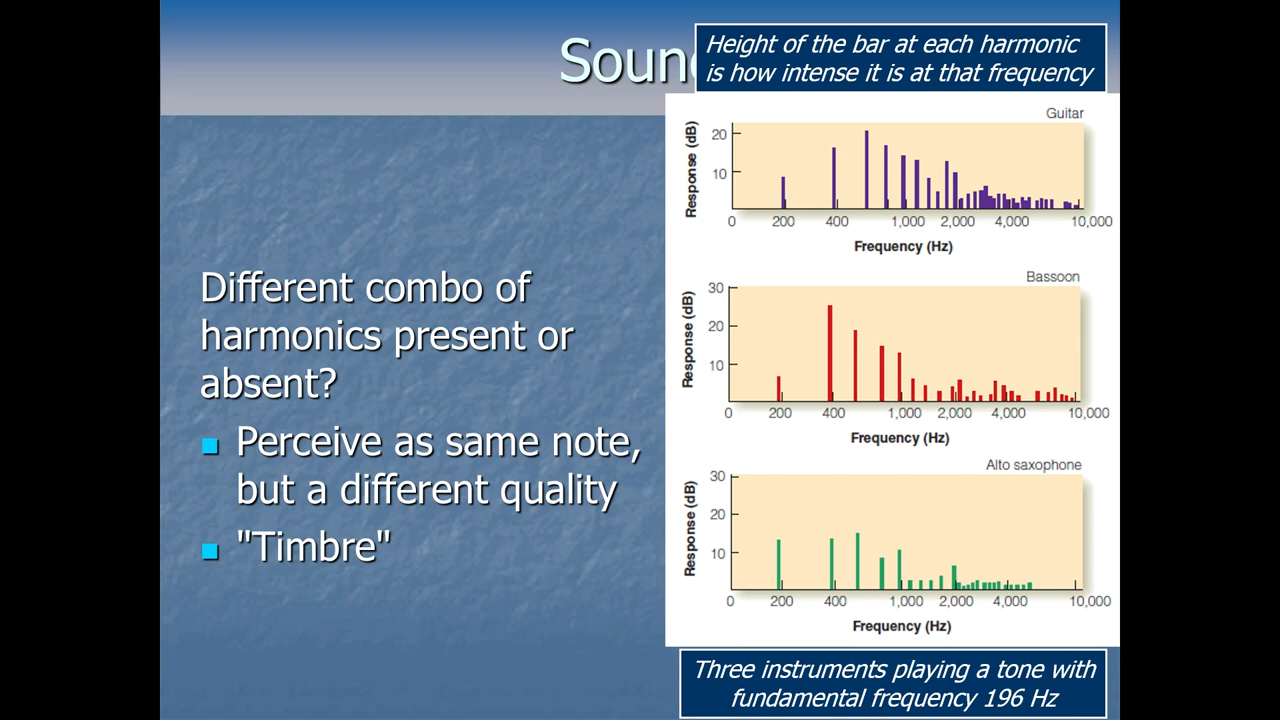 Soun
Height of the bar at each harmonic
is how intense it is at that frequency
Different combo of
harmonics present or
absent?
Perceive as same note,
but a different quality
"Timbre"
Guitar
Response (dB)
20
10
0 200 400 1,000 2,000 4,000 10,000
Frequency (Hz)
Bassoon
Response (dB)
30
20
10
0 200 400 1,000 2,000 4,000 10,000
Frequency (Hz)
Alto saxophone
Response (dB)
30
20
10
0 200 400 1,000 2,000 4,000 10,000
Frequency (Hz)
Three instruments playing a tone with
fundamental frequency 196 Hz